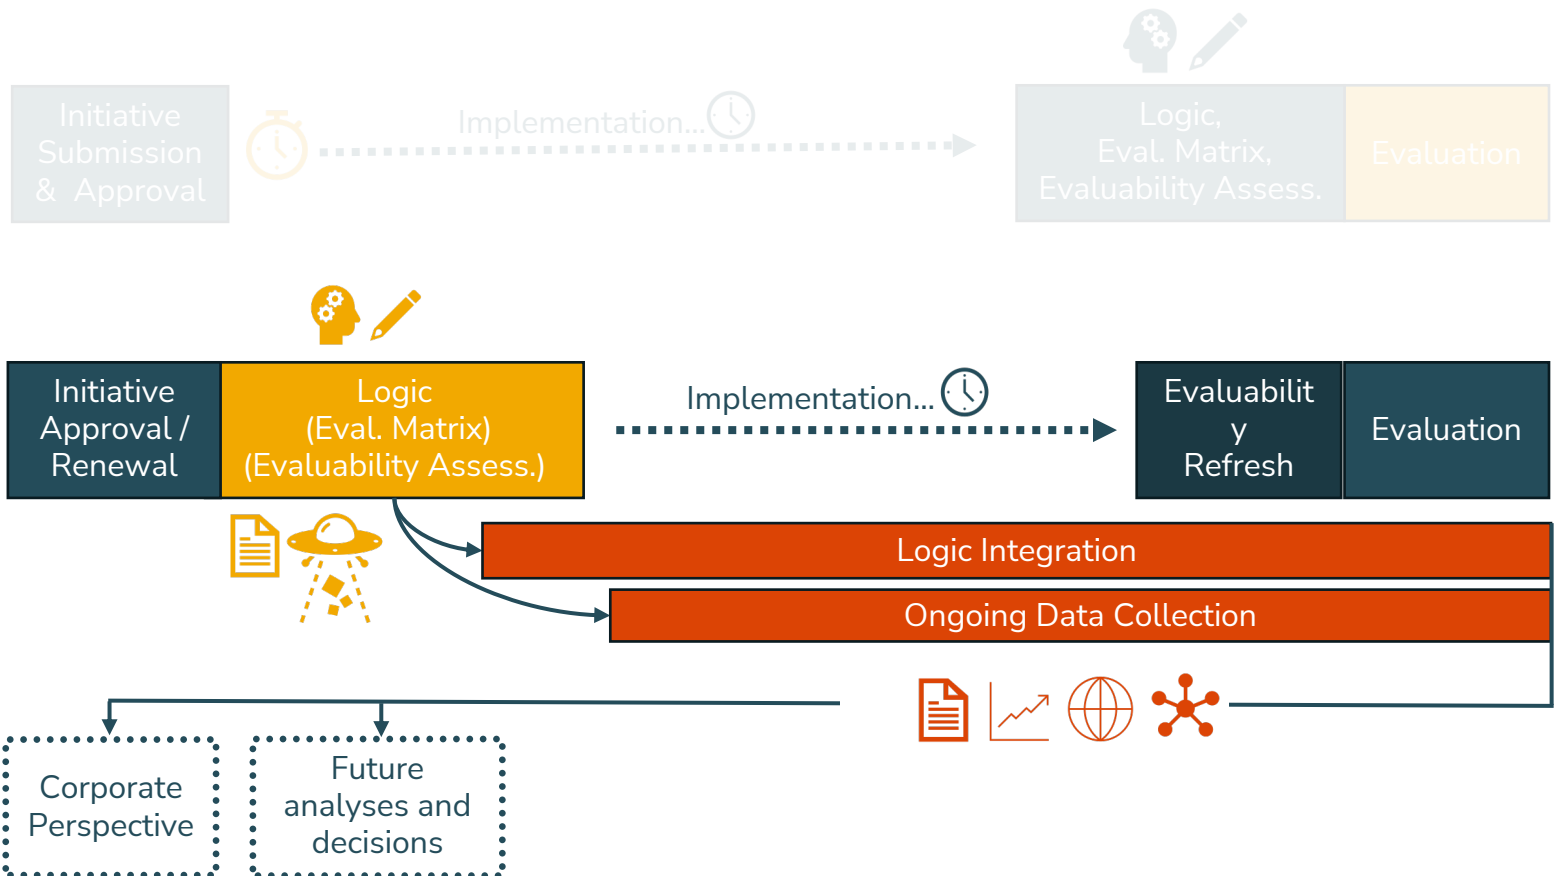 Initiative
Submission
& Approval
Implementation...
Logic,
Eval. Matrix,
Evaluability Assess.
Evaluation
Initiative
Approval /
Renewal
Logic
(Eval. Matrix)
(Evaluability Assess.)
Implementation...
Evaluabilit
y
Refresh
Evaluation
Logic Integration
Ongoing Data Collection
Corporate
Perspective
Future
analyses and
decisions